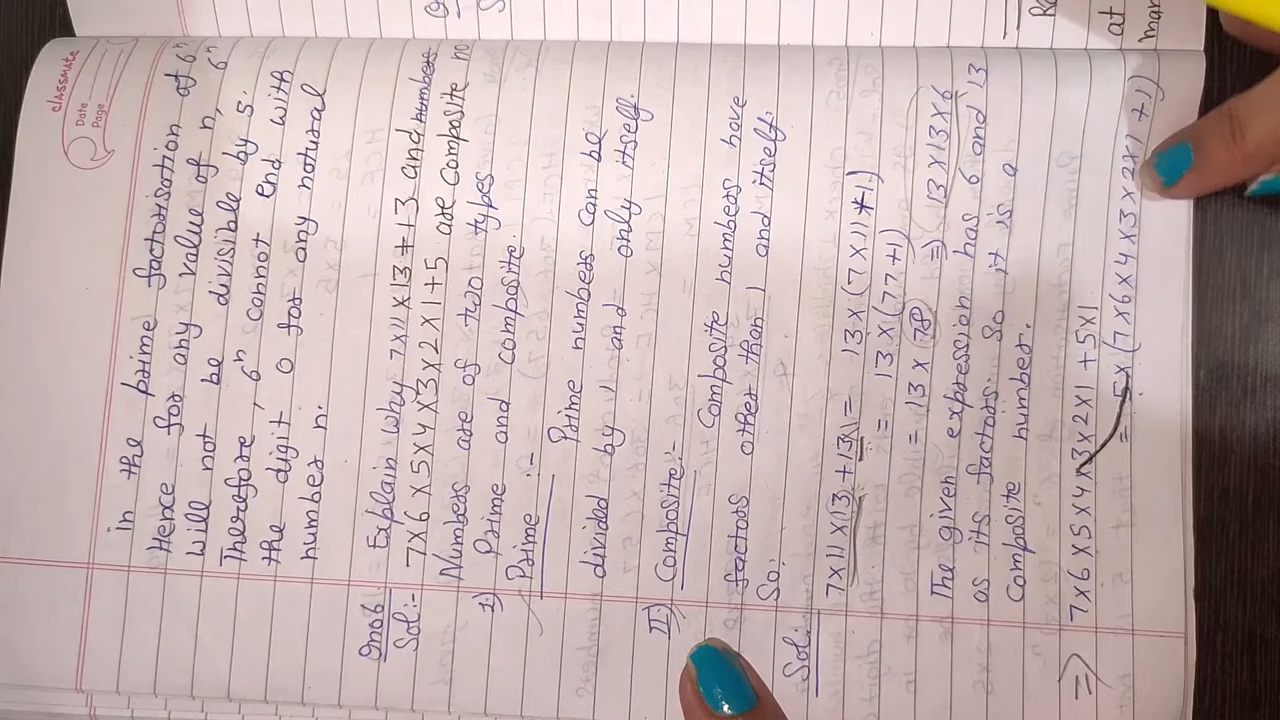 classmate
Date
Page
in the prime factorisation of 6ⁿ
Hence for any value of n, 6ⁿ
will not be divisible by 5.
Therefore, 6ⁿ cannot end with
the digit 0 for any natural
number n.
Qno6 = Explain why 7×11×13+13 and numbers
Sol:- 7×6×5×4×3×2×1+5 are composite no
Numbers are of two types
I) Prime and composite.
Prime :-
Prime numbers can be
divided by 1 and only itself.
II) Composite:- Composite numbers have
factors other than 1 and itself.
So:
Sol:
7×11×13+13×1 = 13×(7×11+1)
= 13×(77+1)
= 13×78 ⇒ 13×13×6
The given expression has 6 and 13
as its factors. So it is a
composite number.
⇒ 7×6×5×4×3×2×1+5×1
= 5×(7×6×4×3×2×1+1)
at
man